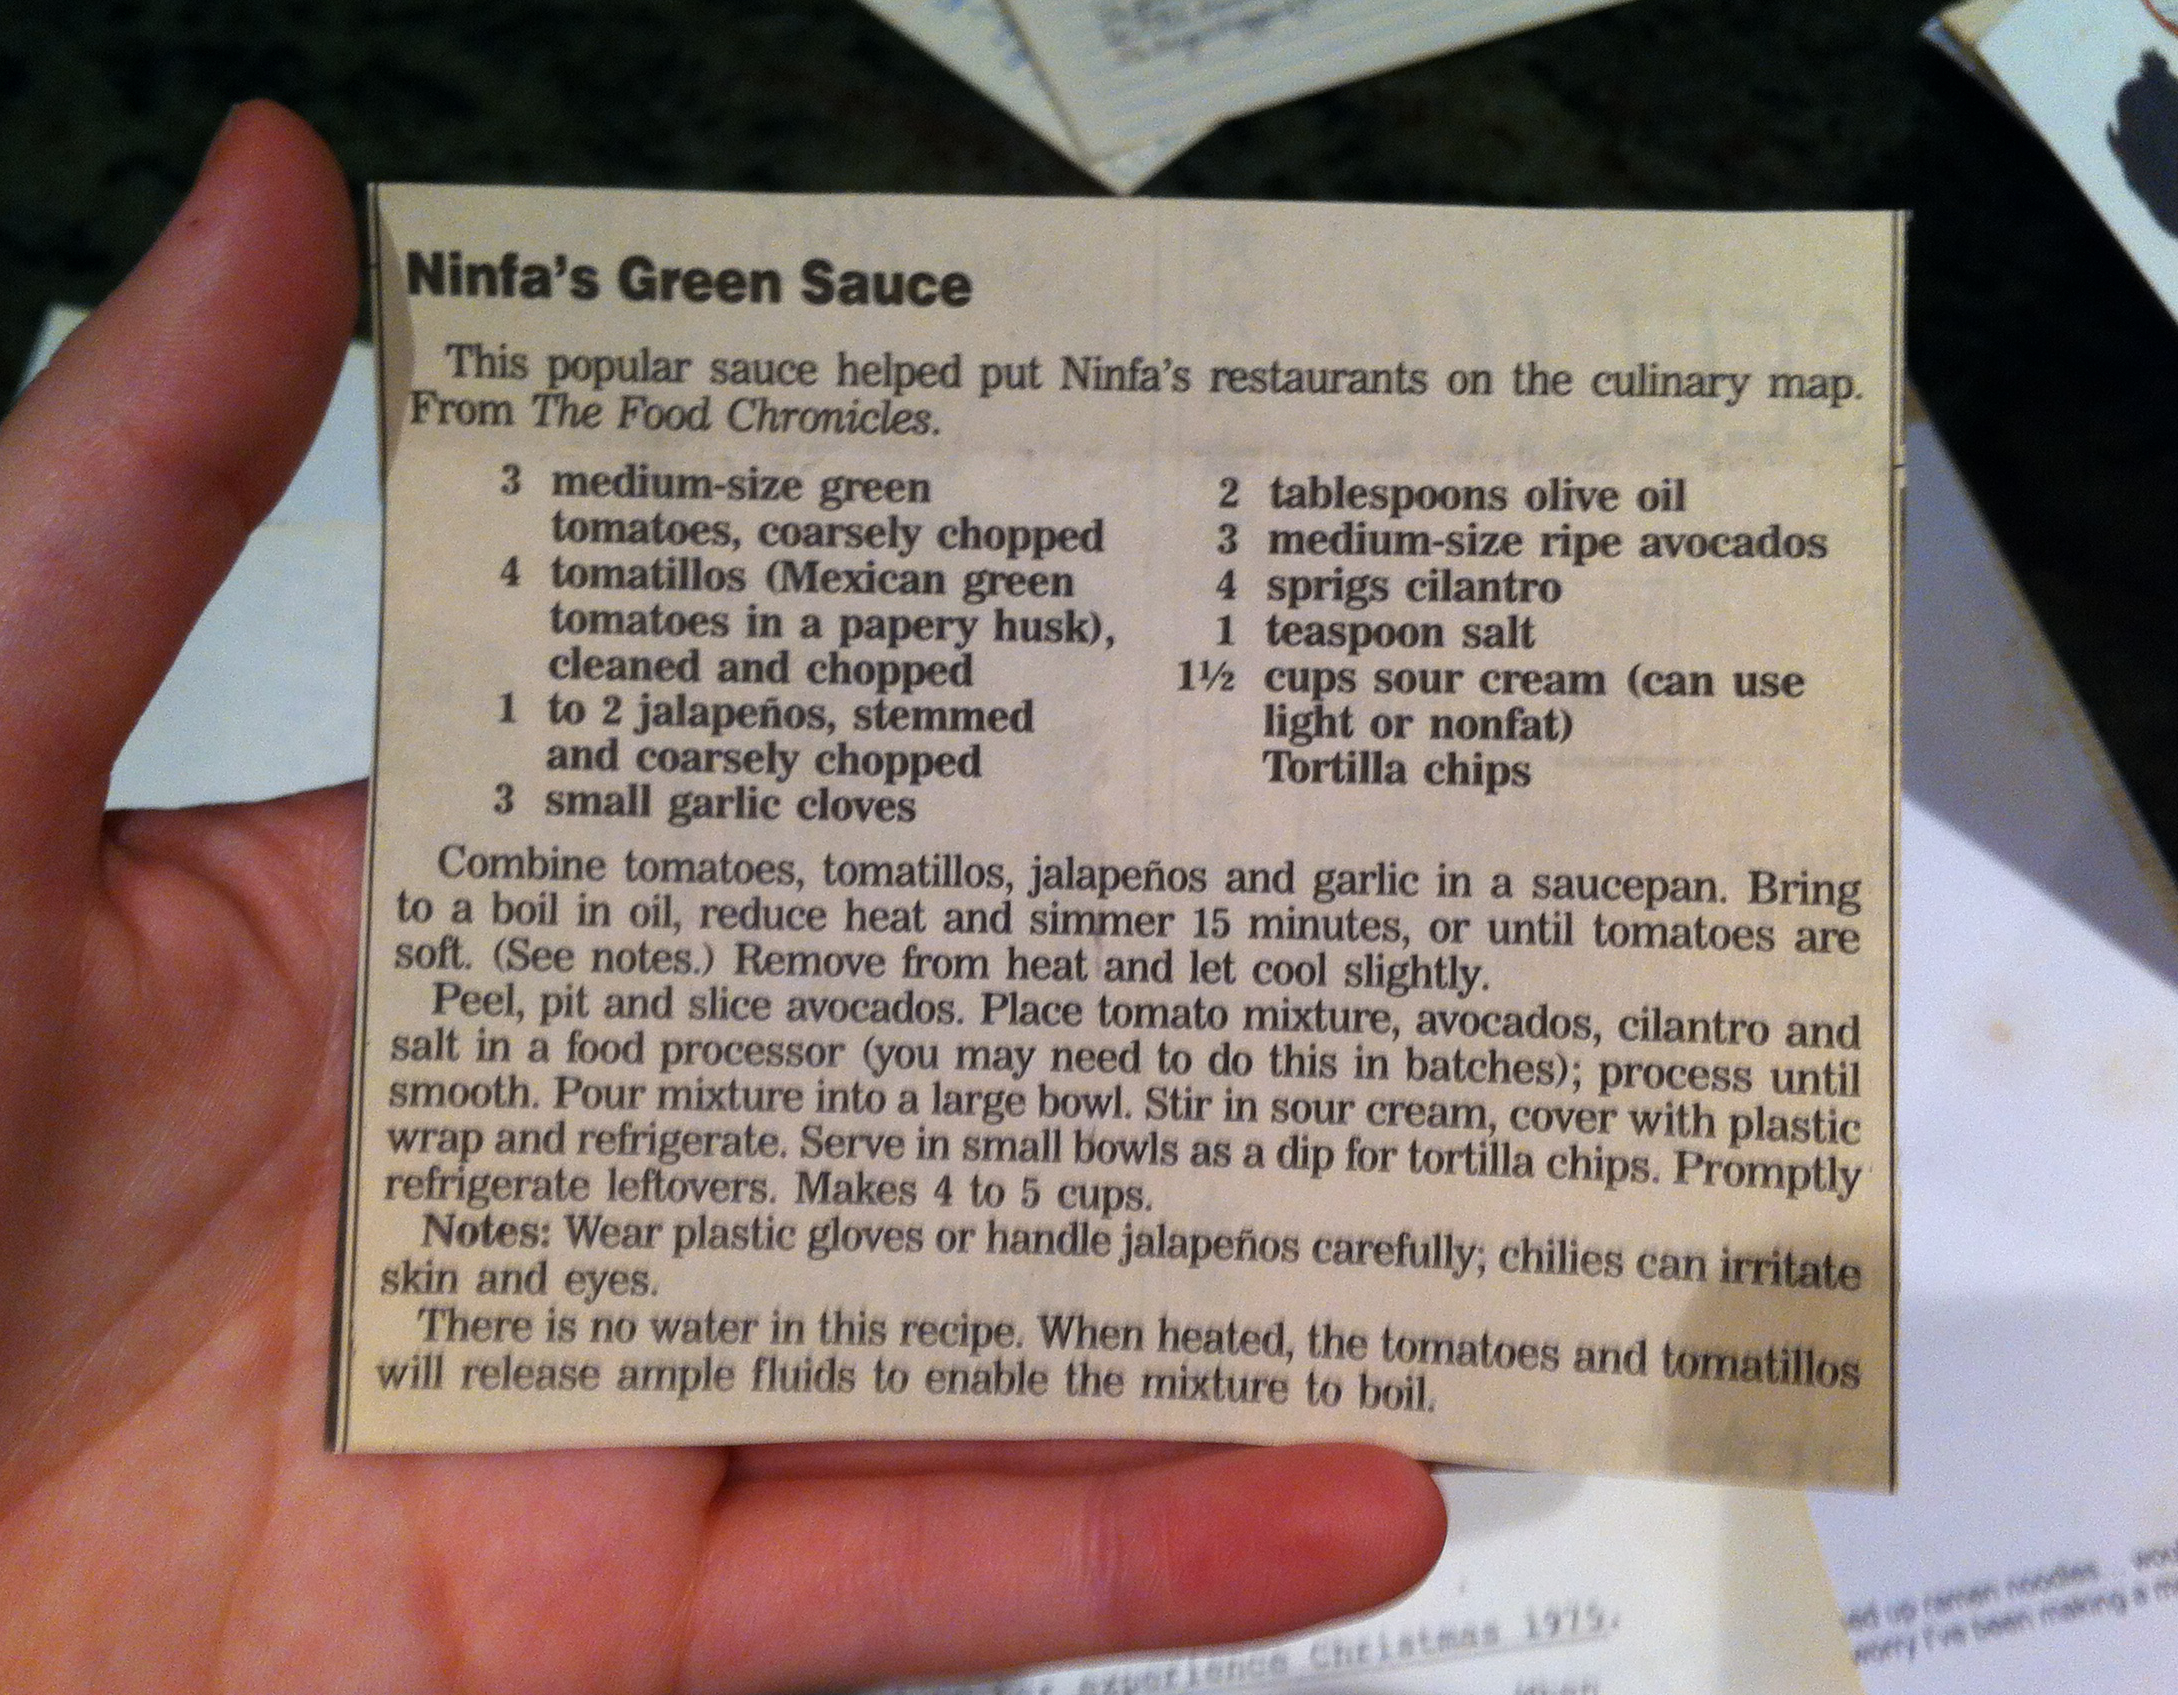 Ninfa's Green Sauce
This popular sauce helped put Ninfa's restaurants on the culinary map.
From The Food Chronicles.
3 medium-size green
tomatoes, coarsely chopped
4 tomatillos (Mexican green
tomatoes in a papery husk),
cleaned and chopped
1 to 2 jalapeños, stemmed
and coarsely chopped
3 small garlic cloves
2 tablespoons olive oil
3 medium-size ripe avocados
4 sprigs cilantro
1 teaspoon salt
1½ cups sour cream (can use
light or nonfat)
Tortilla chips
Combine tomatoes, tomatillos, jalapeños and garlic in a saucepan. Bring
to a boil in oil, reduce heat and simmer 15 minutes, or until tomatoes are
soft. (See notes.) Remove from heat and let cool slightly.
Peel, pit and slice avocados. Place tomato mixture, avocados, cilantro and
salt in a food processor (you may need to do this in batches); process until
smooth. Pour mixture into a large bowl. Stir in sour cream, cover with plastic
wrap and refrigerate. Serve in small bowls as a dip for tortilla chips. Promptly
refrigerate leftovers. Makes 4 to 5 cups.
Notes: Wear plastic gloves or handle jalapeños carefully; chilies can irritate
skin and eyes.
There is no water in this recipe. When heated, the tomatoes and tomatillos
will release ample fluids to enable the mixture to boil.
experience Christmas 1975.
up ramen noodles...
worry I've been making a